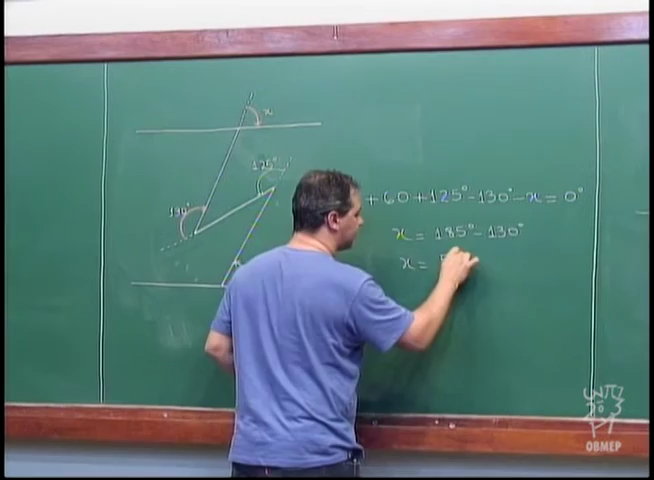 x
125°
130°
+60+125°-130°-x=0°
x = 185°-130°
x =
OBMEP